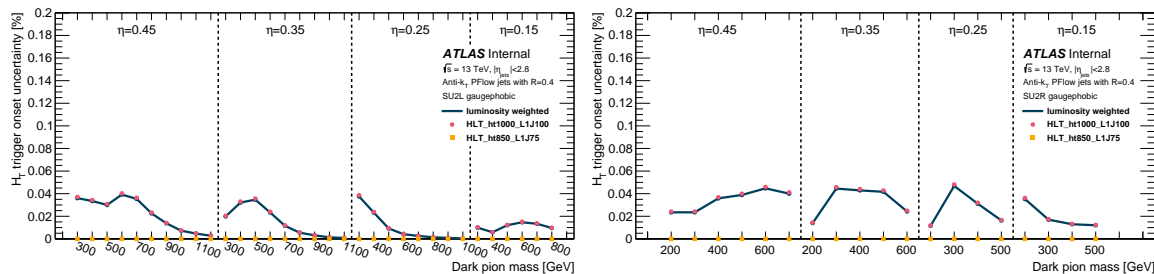 H_T trigger onset uncertainty [%]
0.2
0.18
0.16
0.14
0.12
0.1
0.08
0.06
0.04
0.02
0
η=0.45 η=0.35 η=0.25 η=0.15
ATLAS Internal
√s = 13 TeV, |η_jets|<2.8
Anti-k_T PFlow jets with R=0.4
SU2L gaugephobic
luminosity weighted
HLT_ht1000_L1J100
HLT_ht850_L1J75
300 500 700 900 1100 300 500 700 900 1100 200 400 600 800 1000 400 600 800
Dark pion mass [GeV]
H_T trigger onset uncertainty [%]
0.2
0.18
0.16
0.14
0.12
0.1
0.08
0.06
0.04
0.02
0
η=0.45 η=0.35 η=0.25 η=0.15
ATLAS Internal
√s = 13 TeV, |η_jets|<2.8
Anti-k_T PFlow jets with R=0.4
SU2R gaugephobic
luminosity weighted
HLT_ht1000_L1J100
HLT_ht850_L1J75
200 400 600 200 400 600 300 500 300 500
Dark pion mass [GeV]